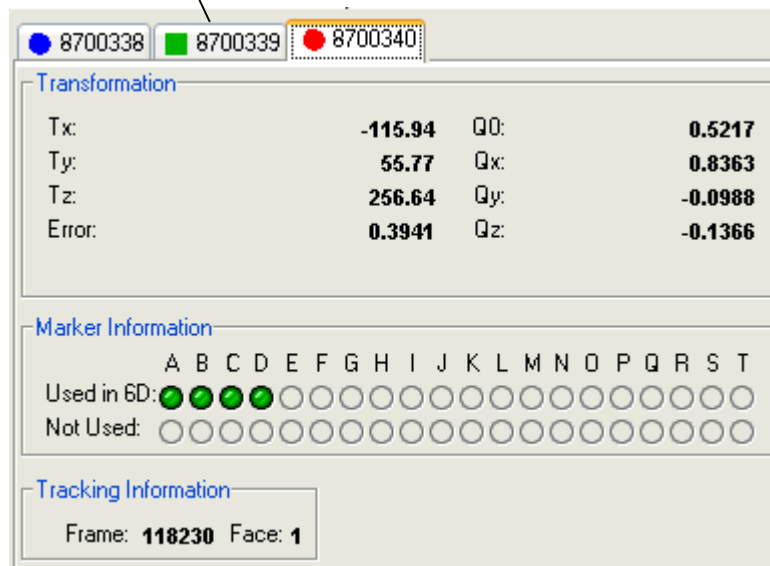 8700338 8700339 8700340
Transformation
Tx: -115.94 Q0: 0.5217
Ty: 55.77 Qx: 0.8363
Tz: 256.64 Qy: -0.0988
Error: 0.3941 Qz: -0.1366
Marker Information
A B C D E F G H I J K L M N O P Q R S T
Used in 6D:
Not Used:
Tracking Information
Frame: 118230 Face: 1